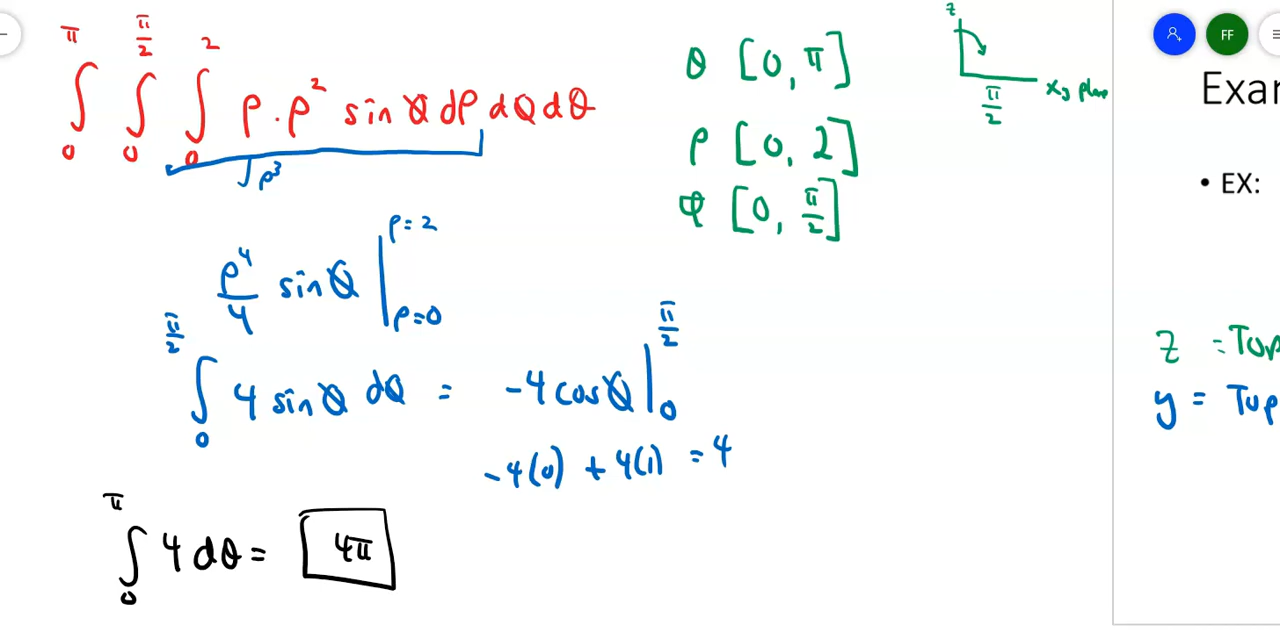 ∫₀^π ∫₀^{π/2} ∫₀^2 ρ · ρ² sin φ dρ dφ dθ
∫ρ³
θ [0, π]
ρ [0, 2]
φ [0, π/2]
z
xy plane
π/2
ρ⁴/4 sin φ |_{ρ=0}^{ρ=2}
∫₀^{π/2} 4 sin φ dφ = -4 cos φ |₀^{π/2}
-4(0) + 4(1) = 4
∫₀^π 4 dθ = 4π
FF
• EX:
z = Top
y = Top